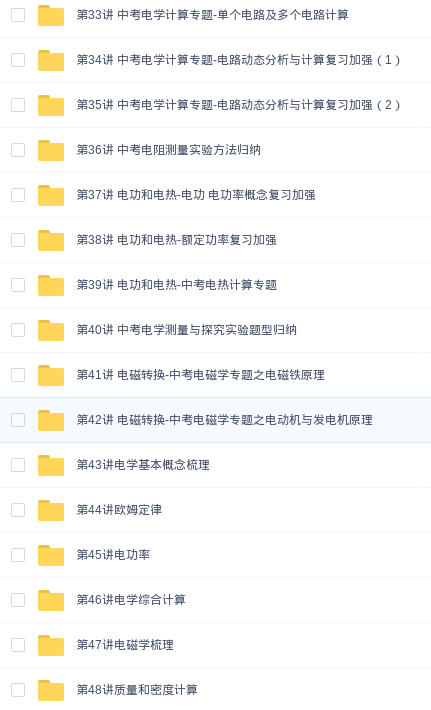 第33讲 中考电学计算专题-单个电路及多个电路计算
第34讲 中考电学计算专题-电路动态分析与计算复习加强（1）
第35讲 中考电学计算专题-电路动态分析与计算复习加强（2）
第36讲 中考电阻测量实验方法归纳
第37讲 电功和电热-电功 电功率概念复习加强
第38讲 电功和电热-额定功率复习加强
第39讲 电功和电热-中考电热计算专题
第40讲 中考电学测量与探究实验题型归纳
第41讲 电磁转换-中考电磁学专题之电磁铁原理
第42讲 电磁转换-中考电磁学专题之电动机与发电机原理
第43讲电学基本概念梳理
第44讲欧姆定律
第45讲电功率
第46讲电学综合计算
第47讲电磁学梳理
第48讲质量和密度计算